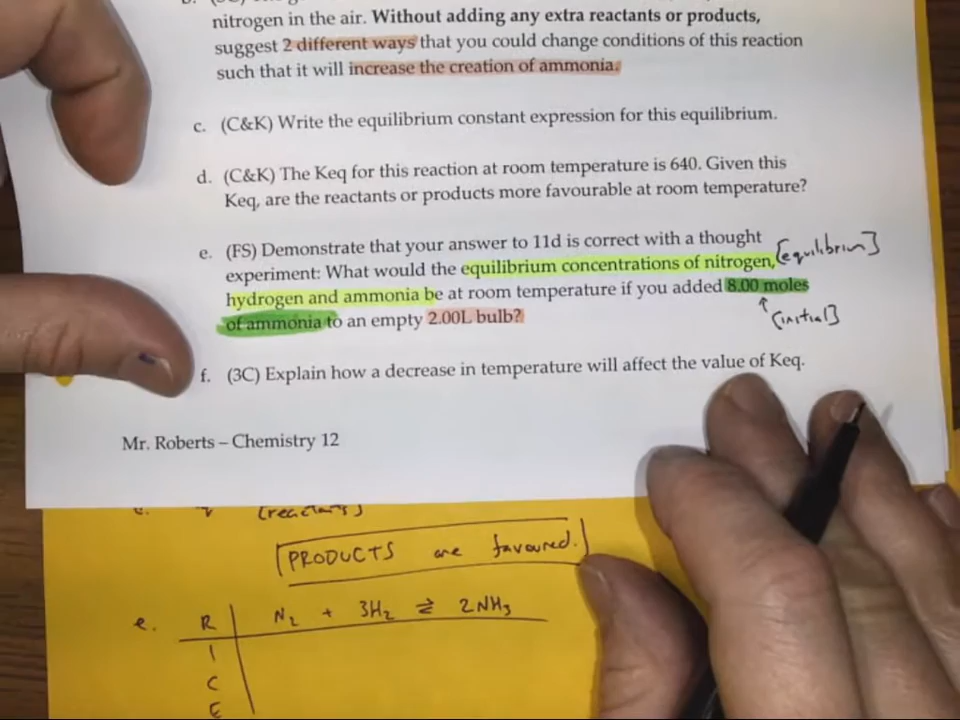 nitrogen in the air. Without adding any extra reactants or products,
suggest 2 different ways that you could change conditions of this reaction
such that it will increase the creation of ammonia.
c. (C&K) Write the equilibrium constant expression for this equilibrium.
d. (C&K) The Keq for this reaction at room temperature is 640. Given this
Keq, are the reactants or products more favourable at room temperature?
e. (FS) Demonstrate that your answer to 11d is correct with a thought
experiment: What would the equilibrium concentrations of nitrogen, [equilibrium]
hydrogen and ammonia be at room temperature if you added 8.00 moles
↑ [initial]
of ammonia to an empty 2.00L bulb?
f. (3C) Explain how a decrease in temperature will affect the value of Keq.
Mr. Roberts – Chemistry 12
[reactants]
PRODUCTS are favoured.
e. R N₂ + 3H₂ ⇌ 2NH₃
I
C
E